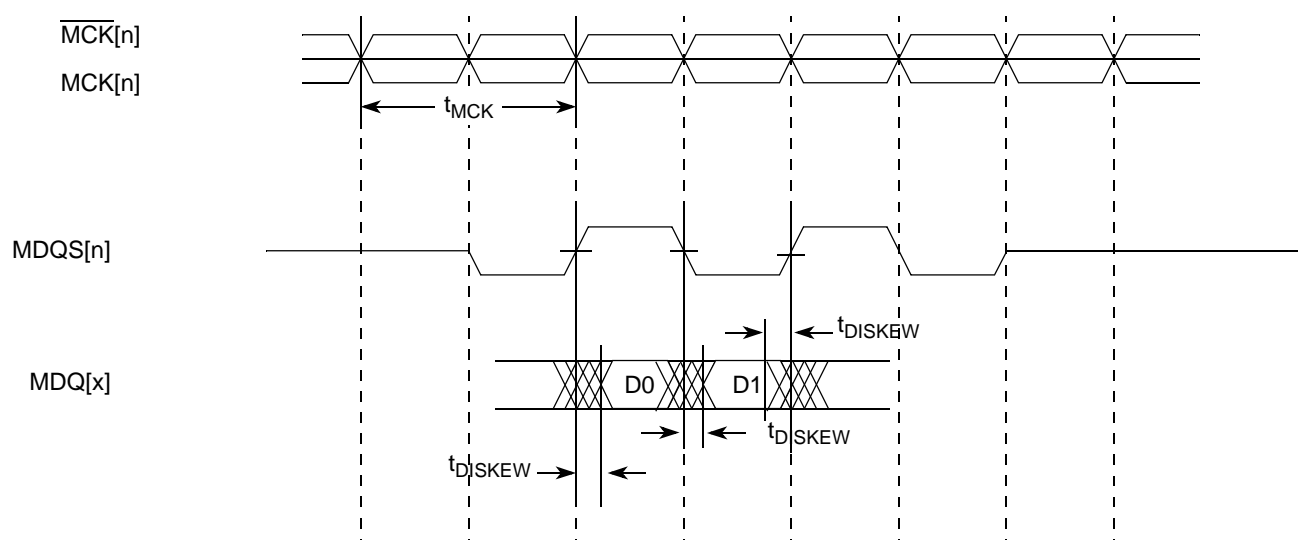 MCK[n]
MCK[n]
tMCK
MDQS[n]
tDISKEW
MDQ[x]
D0
D1
tDISKEW
tDISKEW